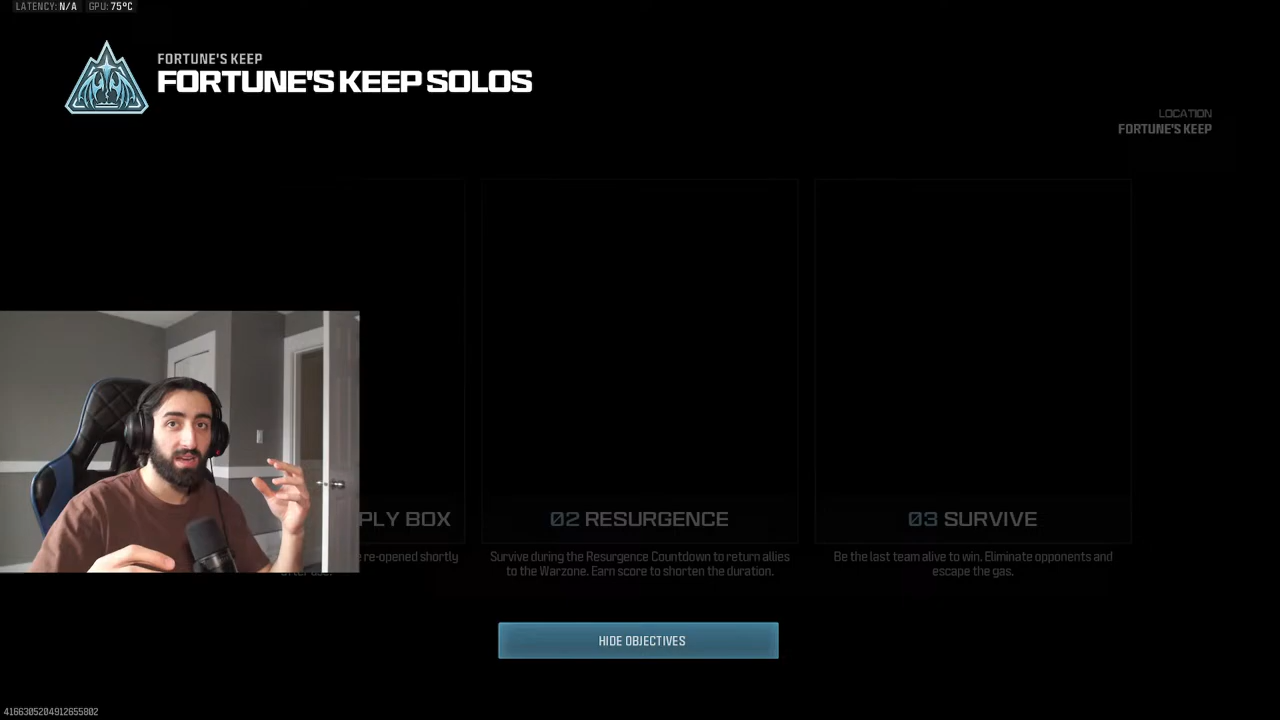 LATENCY: N/A GPU: 75°C
FORTUNE'S KEEP
FORTUNE'S KEEP SOLOS
LOCATION
FORTUNE'S KEEP
PLY BOX
re-opened shortly
02 RESURGENCE
Survive during the Resurgence Countdown to return allies
to the Warzone. Earn score to shorten the duration.
03 SURVIVE
Be the last team alive to win. Eliminate opponents and
escape the gas.
HIDE OBJECTIVES
4166305204912655802